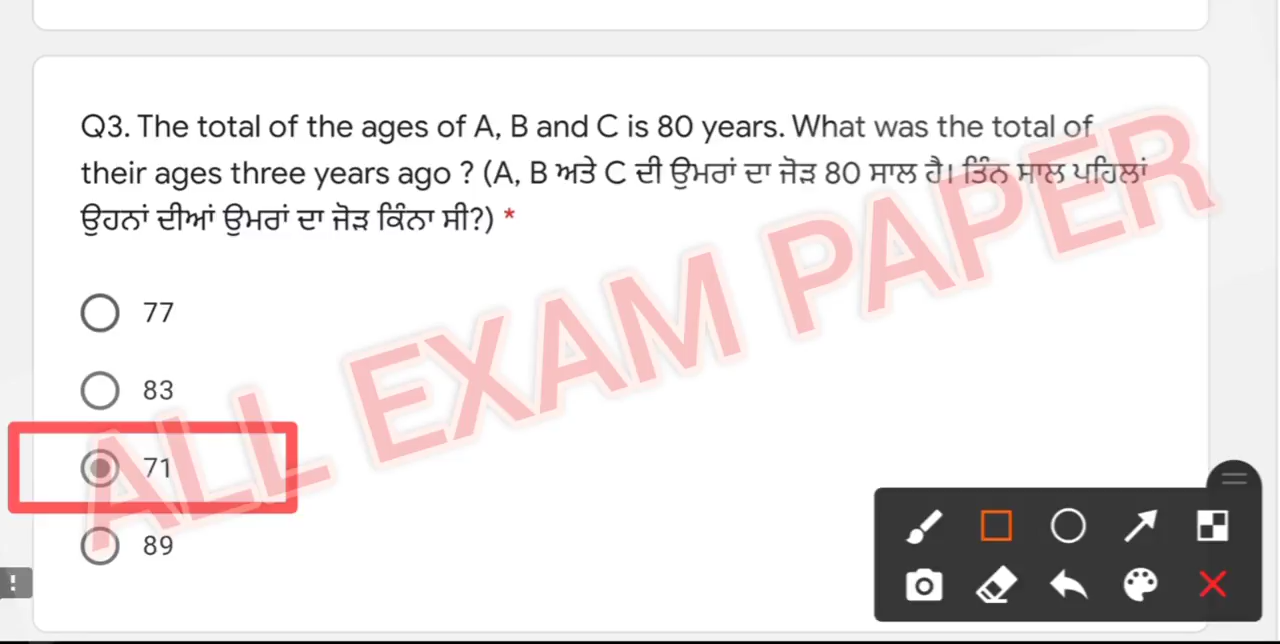 Q3. The total of the ages of A, B and C is 80 years. What was the total of
their ages three years ago ? (A, B ਅਤੇ C ਦੀ ਉਮਰਾਂ ਦਾ ਜੋੜ 80 ਸਾਲ ਹੈ। ਤਿੰਨ ਸਾਲ ਪਹਿਲਾਂ
ਉਹਨਾਂ ਦੀਆਂ ਉਮਰਾਂ ਦਾ ਜੋੜ ਕਿੰਨਾ ਸੀ?) *
77
83
71
89
ALL EXAM PAPER